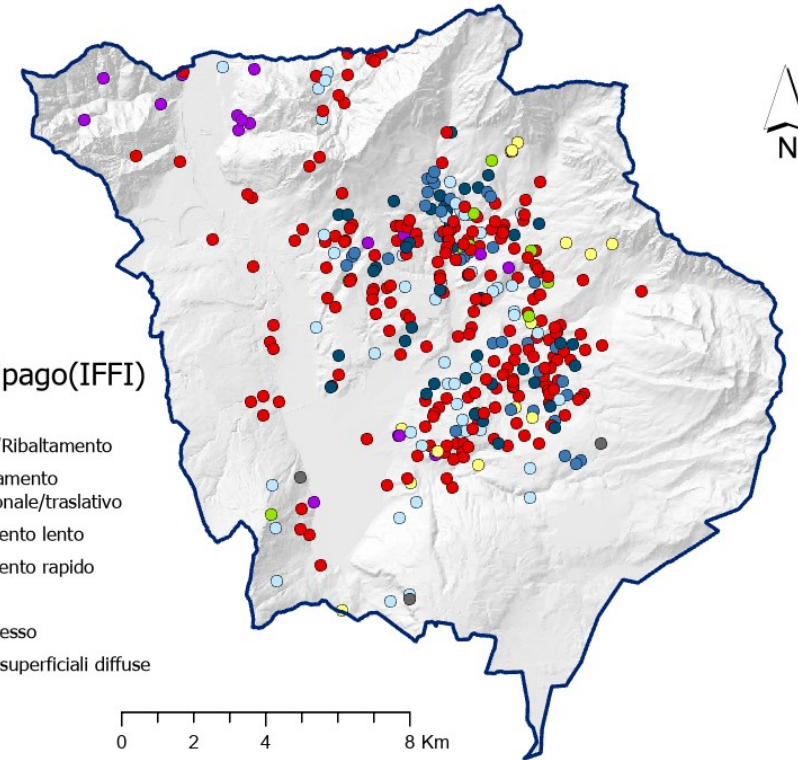 pago(IFFI)
Ribaltamento
amento
onale/traslativo
ento lento
ento rapido
esso
superficiali diffuse
0 2 4 8 Km
N